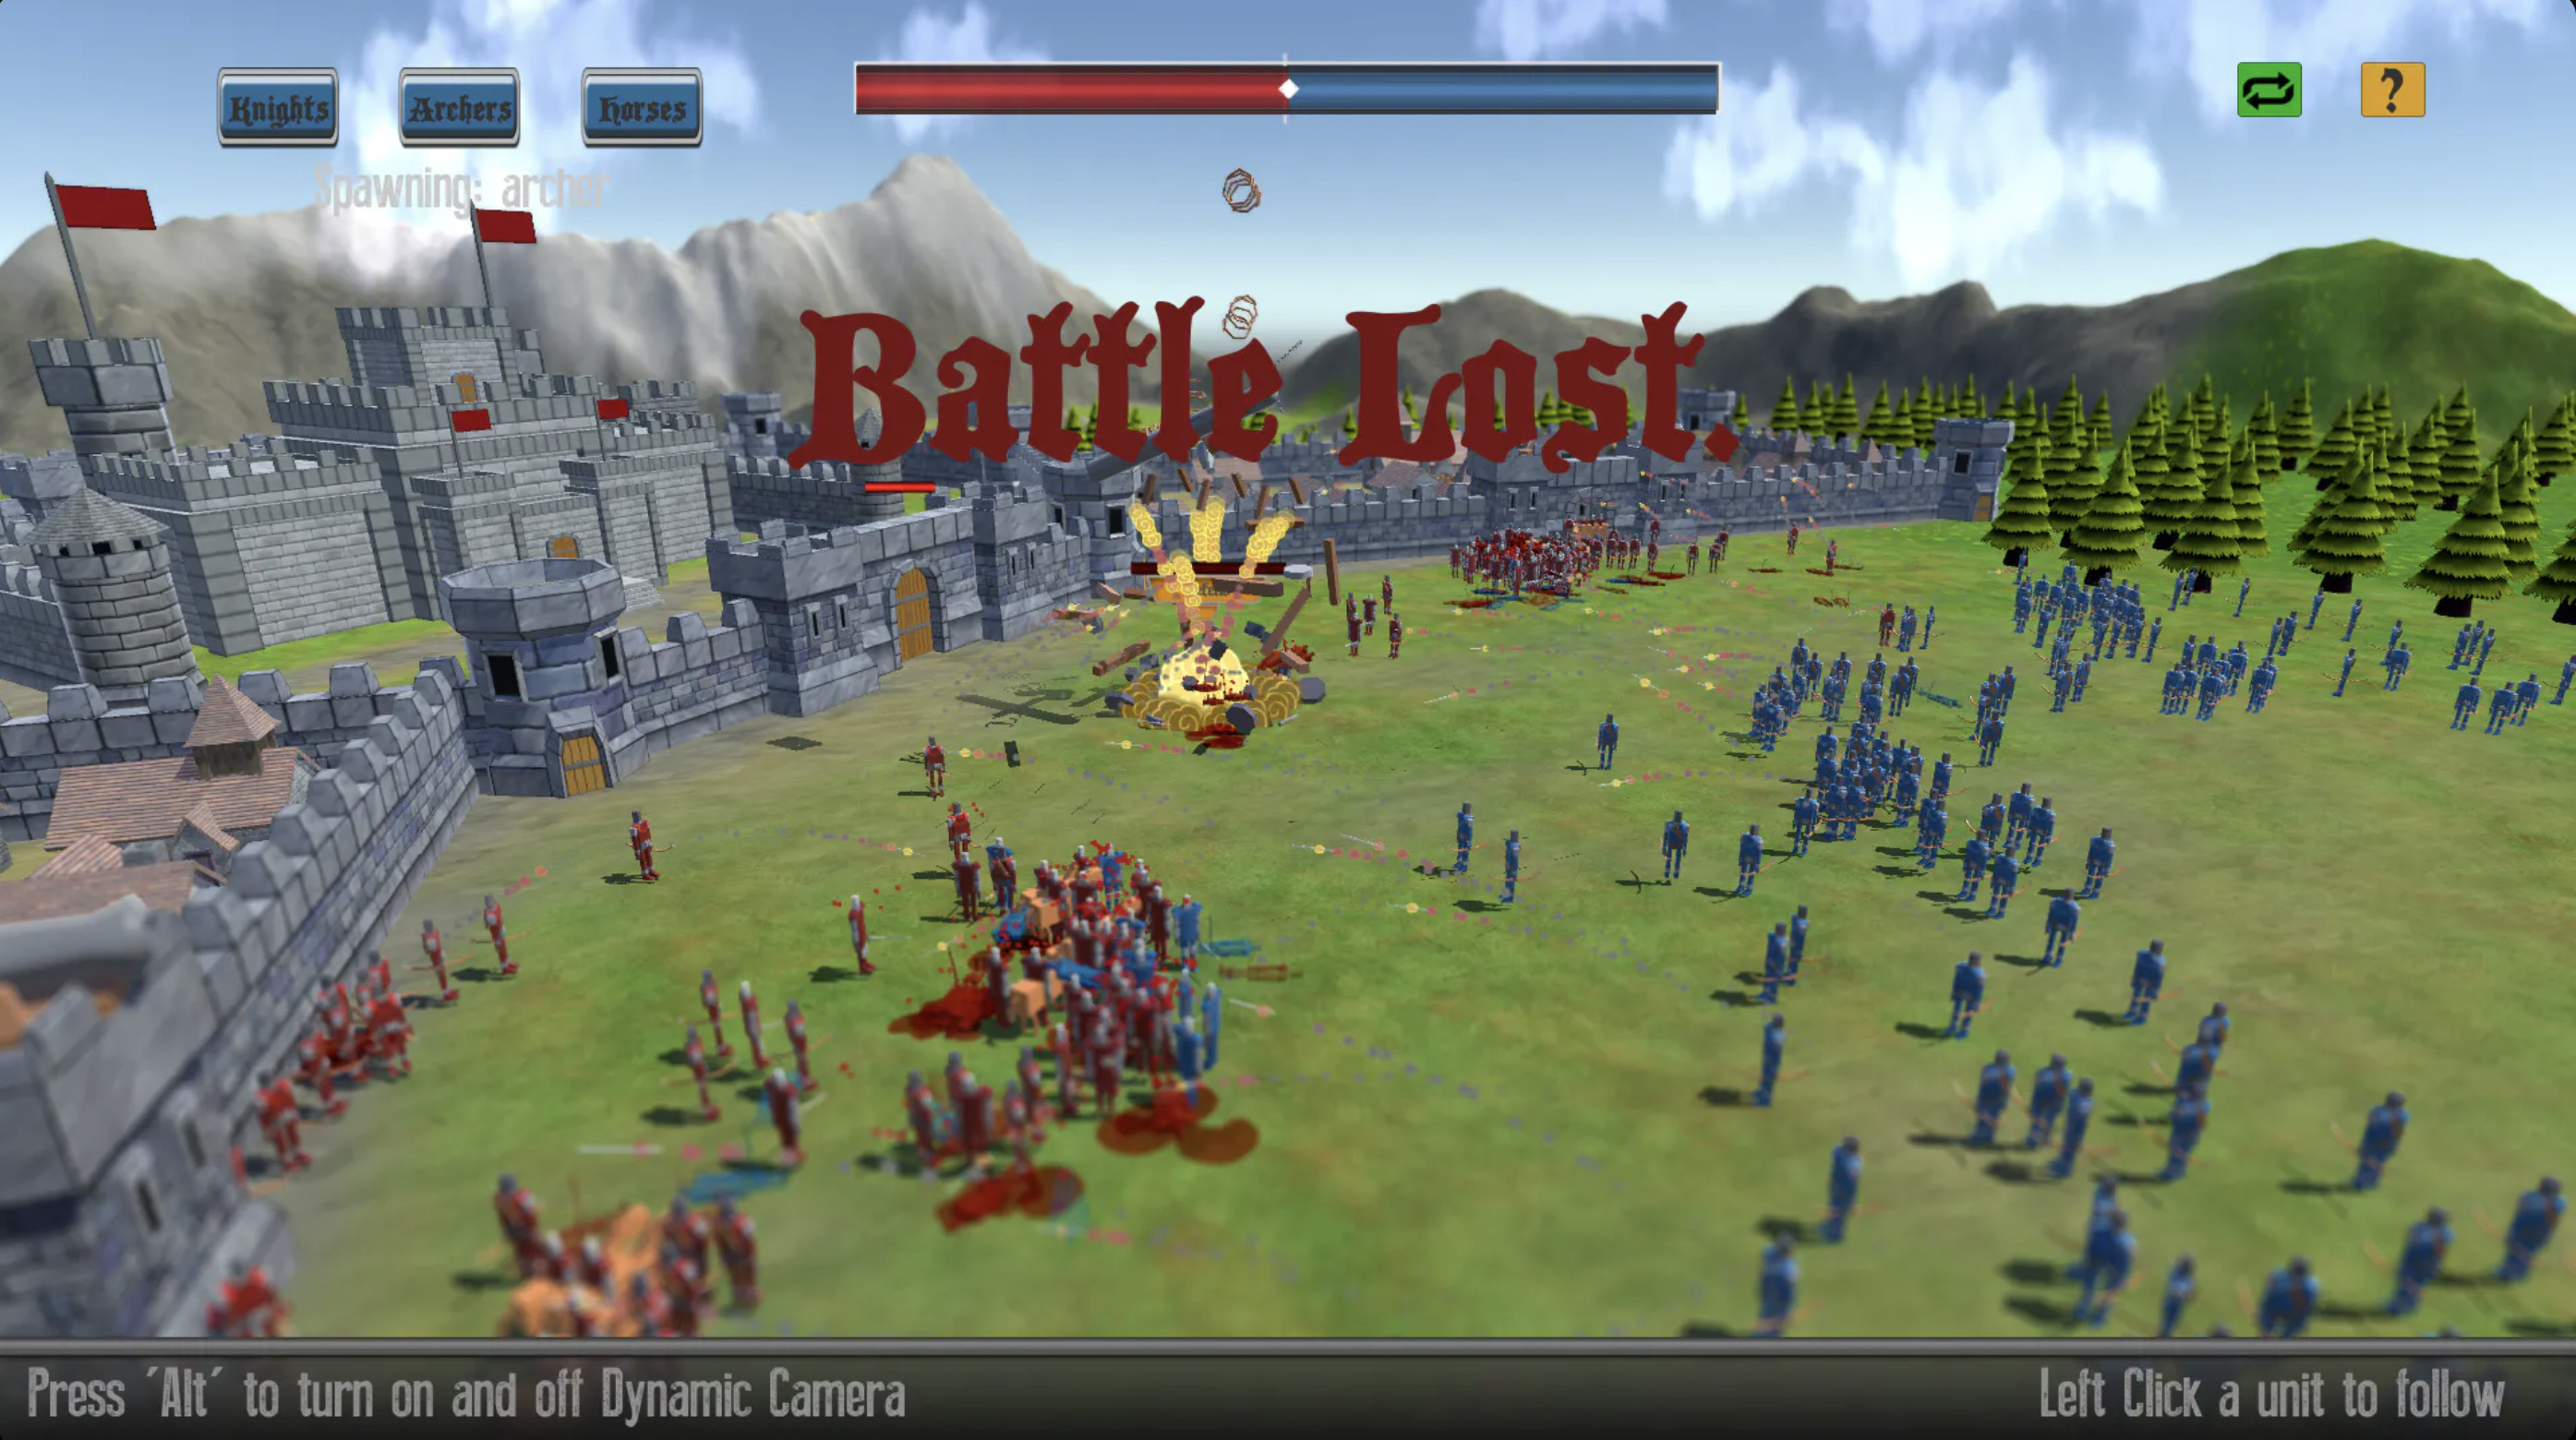 Knights
Archers
Horses
?
Spawning: archer
Battle Lost.
Press 'Alt' to turn on and off Dynamic Camera
Left Click a unit to follow